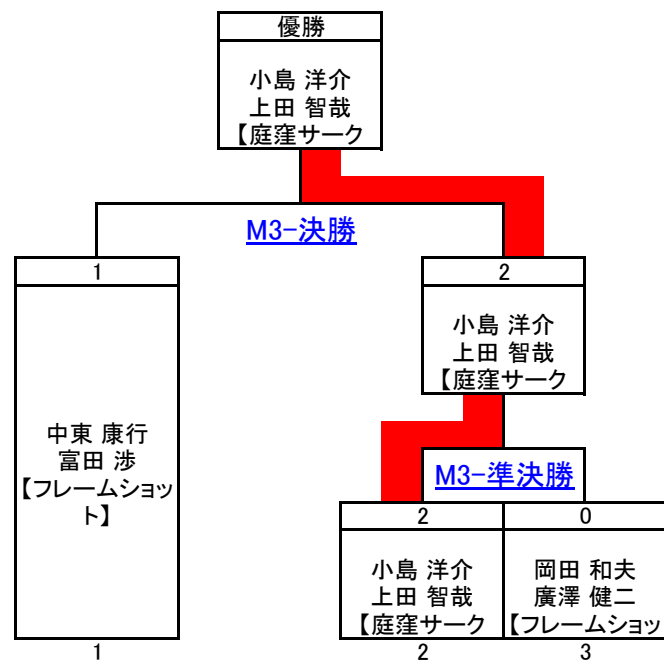 優勝
小島 洋介
上田 智哉
【庭窪サーク
M3-決勝
1
中東 康行
富田 渉
【フレームショッ
ト】
1
2
小島 洋介
上田 智哉
【庭窪サーク
M3-準決勝
2
小島 洋介
上田 智哉
【庭窪サーク
2
0
岡田 和夫
廣澤 健二
【フレームショッ
3